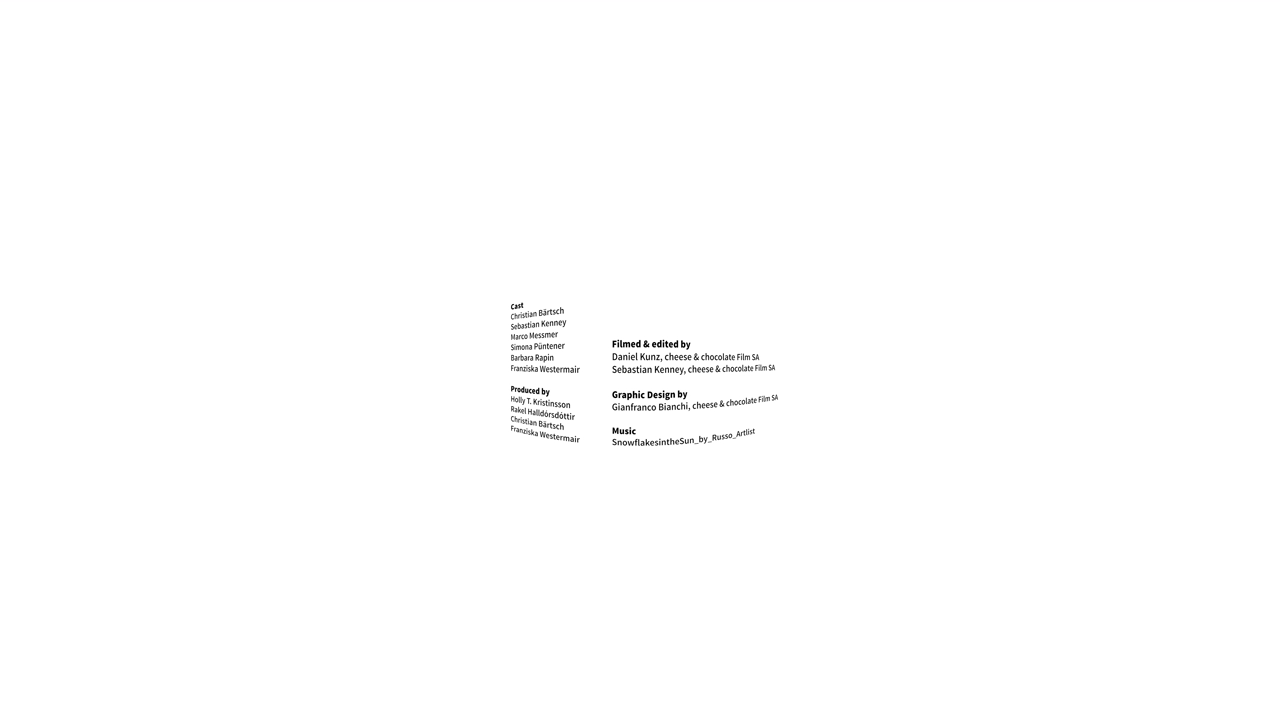 Cast
Christian Bärtsch
Sebastian Kenney
Marco Messmer
Simona Püntener
Barbara Rapin
Franziska Westermair
Produced by
Holly T. Kristinsson
Rakel Halldórsdóttir
Christian Bärtsch
Franziska Westermair
Filmed & edited by
Daniel Kunz, cheese & chocolate Film SA
Sebastian Kenney, cheese & chocolate Film SA
Graphic Design by
Gianfranco Bianchi, cheese & chocolate Film SA
Music
SnowflakesintheSun_by_Russo_Artlist